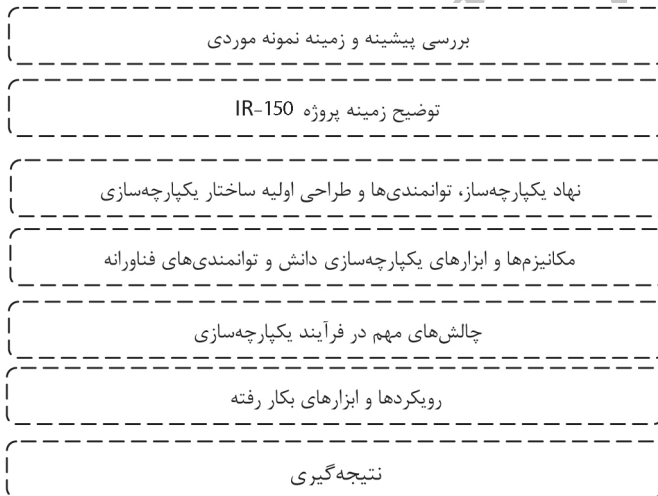 بررسی پیشینه و زمینه نمونه موردی
توضیح زمینه پروژه IR-150
نهاد یکپارچه‌ساز، توانمندی‌ها و طراحی اولیه ساختار یکپارچه‌سازی
مکانیزم‌ها و ابزارهای یکپارچه‌سازی دانش و توانمندی‌های فناورانه
چالش‌های مهم در فرآیند یکپارچه‌سازی
رویکردها و ابزارهای بکار رفته
نتیجه‌گیری